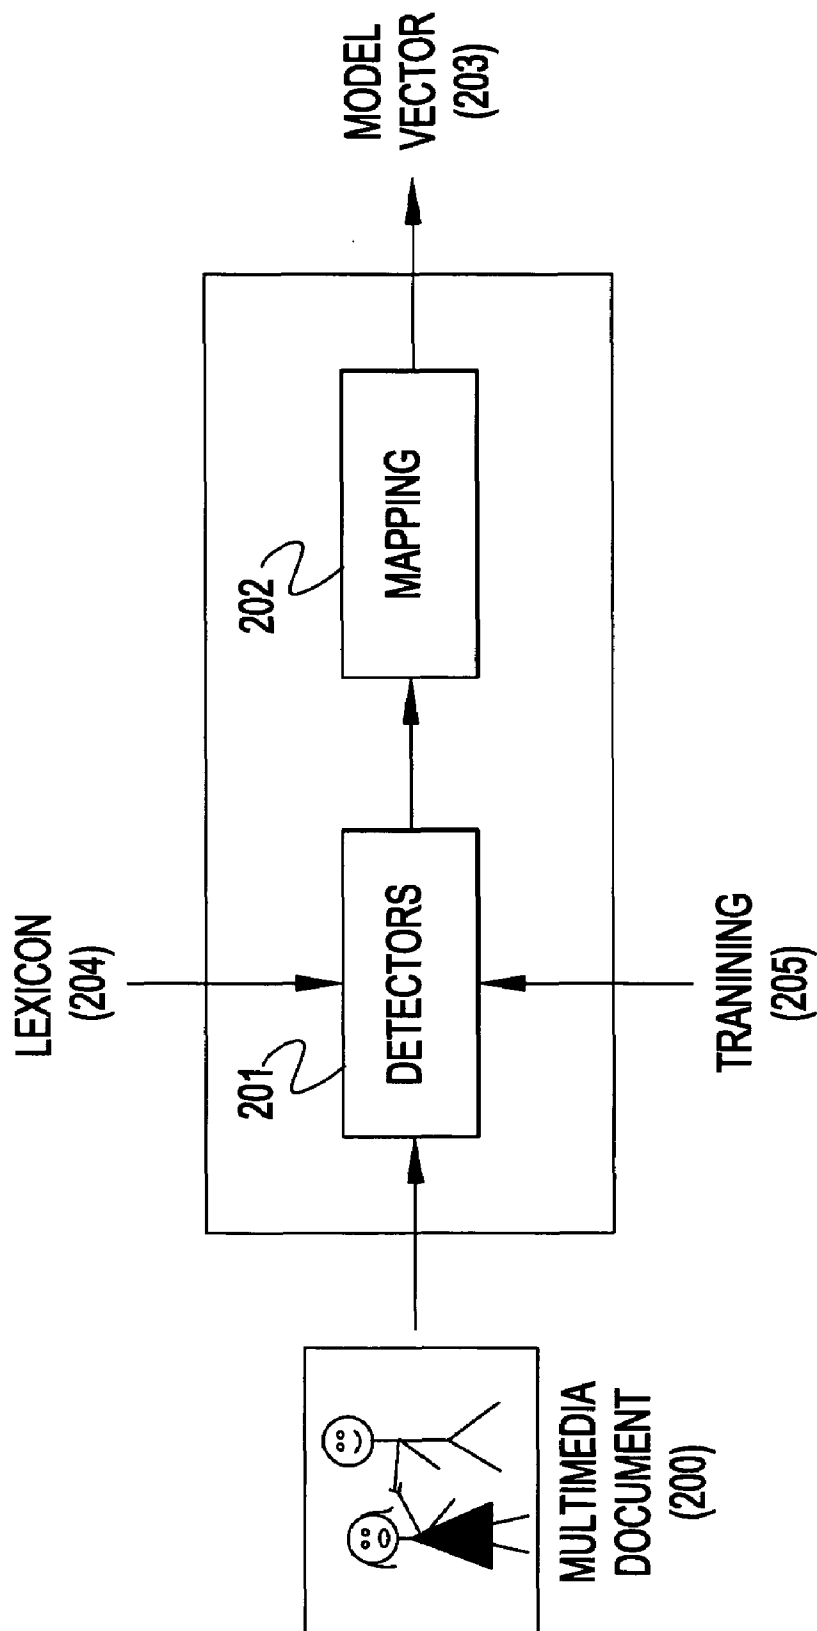 LEXICON
(204)
201
202
DETECTORS
MAPPING
MODEL
VECTOR
(203)
MULTIMEDIA
DOCUMENT
(200)
TRANINING
(205)